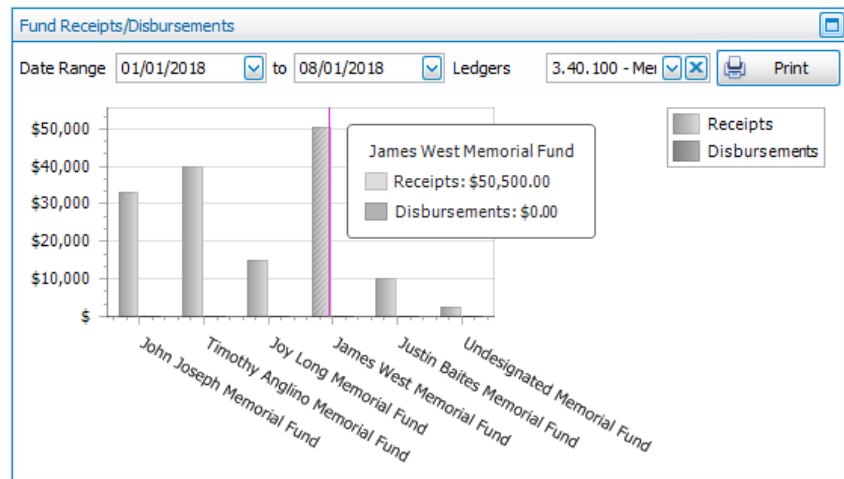 Fund Receipts/Disbursements
Date Range 01/01/2018 to 08/01/2018 Ledgers 3.40.100 - Mei Print
$50,000
$40,000
$30,000
$20,000
$10,000
$
James West Memorial Fund
Receipts: $50,500.00
Disbursements: $0.00
Receipts
Disbursements
John Joseph Memorial Fund
Timothy Anglino Memorial Fund
Joy Long Memorial Fund
James West Memorial Fund
Justin Baites Memorial Fund
Undesignated Memorial Fund